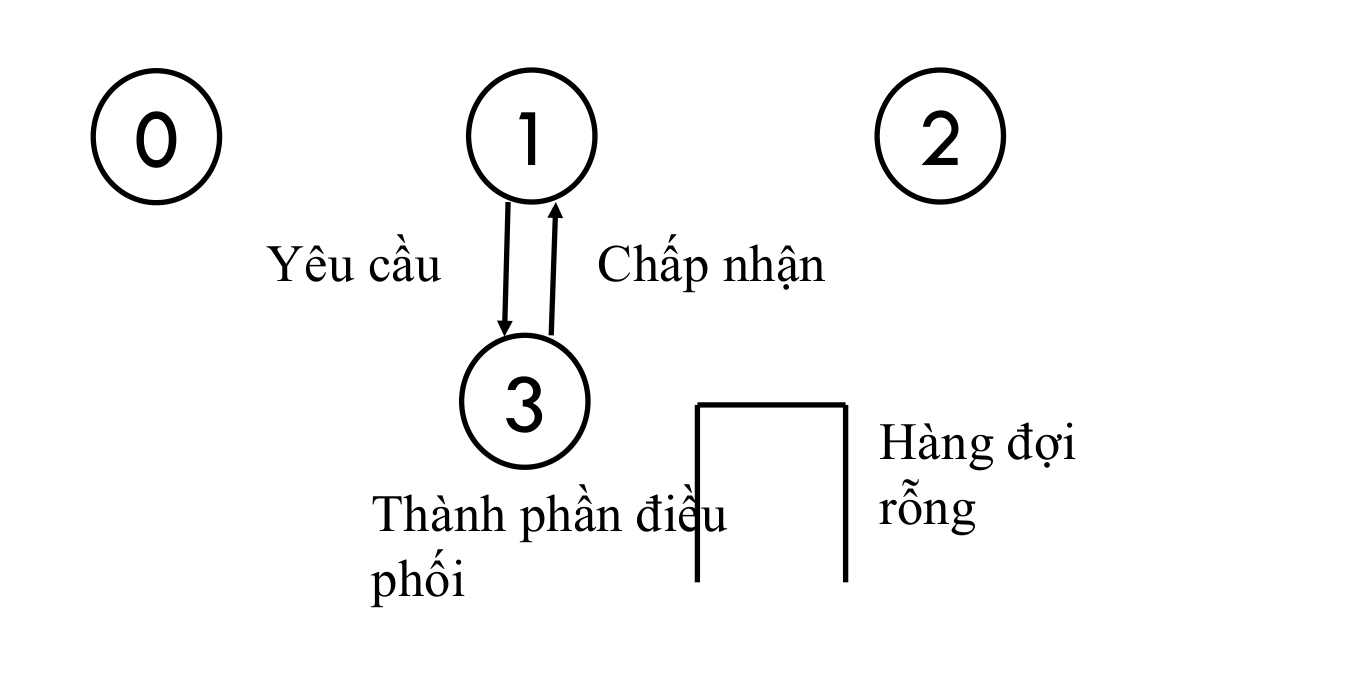 0 1 2
Yêu cầu Chấp nhận
3
Hàng đợi
rỗng
Thành phần điều
phối